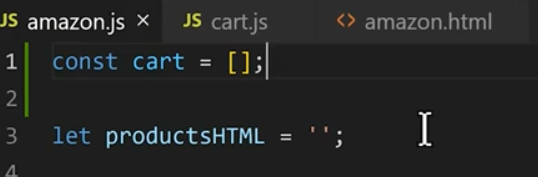 JS amazon.js × JS cart.js <> amazon.html
1 const cart = [];
2
3 let productsHTML = '';
4